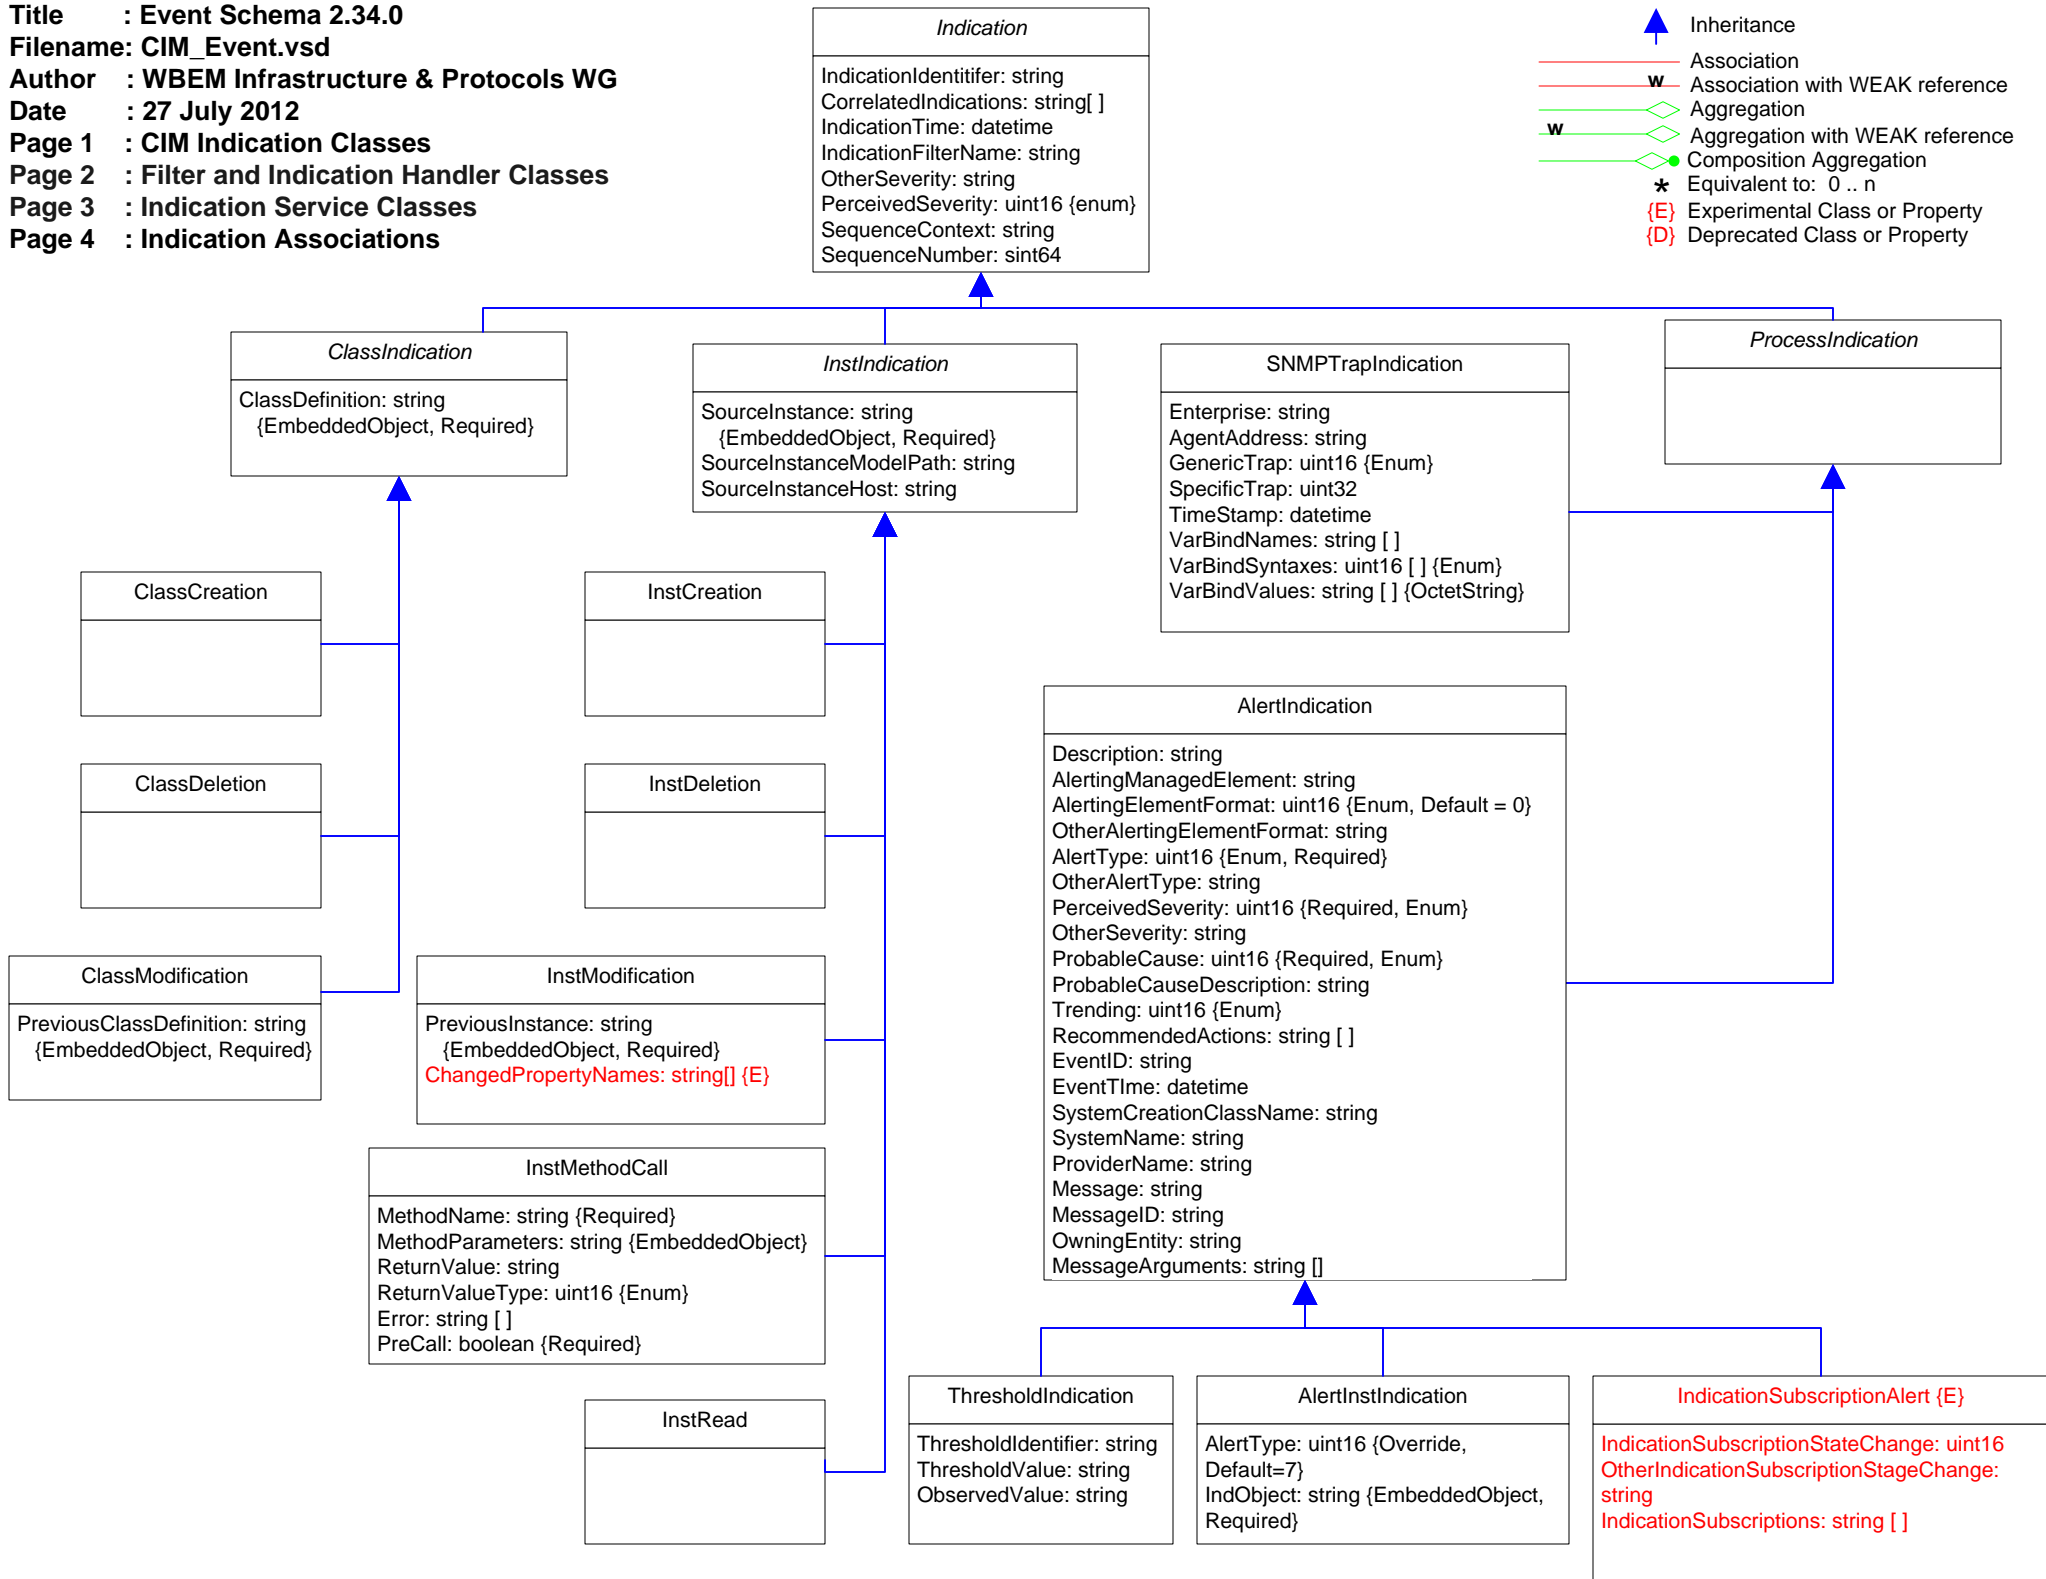 Title : Event Schema 2.34.0
Filename: CIM_Event.vsd
Author : WBEM Infrastructure & Protocols WG
Date : 27 July 2012
Page 1 : CIM Indication Classes
Page 2 : Filter and Indication Handler Classes
Page 3 : Indication Service Classes
Page 4 : Indication Associations
Indication
IndicationIdentitifer: string
CorrelatedIndications: string[ ]
IndicationTime: datetime
IndicationFilterName: string
OtherSeverity: string
PerceivedSeverity: uint16 {enum}
SequenceContext: string
SequenceNumber: sint64
Inheritance
Association
w Association with WEAK reference
Aggregation
w Aggregation with WEAK reference
Composition Aggregation
* Equivalent to: 0 .. n
{E} Experimental Class or Property
{D} Deprecated Class or Property
ClassIndication
ClassDefinition: string
{EmbeddedObject, Required}
InstIndication
SourceInstance: string
{EmbeddedObject, Required}
SourceInstanceModelPath: string
SourceInstanceHost: string
SNMPTrapIndication
Enterprise: string
AgentAddress: string
GenericTrap: uint16 {Enum}
SpecificTrap: uint32
TimeStamp: datetime
VarBindNames: string [ ]
VarBindSyntaxes: uint16 [ ] {Enum}
VarBindValues: string [ ] {OctetString}
ProcessIndication
ClassCreation
ClassDeletion
ClassModification
PreviousClassDefinition: string
{EmbeddedObject, Required}
InstCreation
InstDeletion
InstModification
PreviousInstance: string
{EmbeddedObject, Required}
ChangedPropertyNames: string[] {E}
InstMethodCall
MethodName: string {Required}
MethodParameters: string {EmbeddedObject}
ReturnValue: string
ReturnValueType: uint16 {Enum}
Error: string [ ]
PreCall: boolean {Required}
InstRead
AlertIndication
Description: string
AlertingManagedElement: string
AlertingElementFormat: uint16 {Enum, Default = 0}
OtherAlertingElementFormat: string
AlertType: uint16 {Enum, Required}
OtherAlertType: string
PerceivedSeverity: uint16 {Required, Enum}
OtherSeverity: string
ProbableCause: uint16 {Required, Enum}
ProbableCauseDescription: string
Trending: uint16 {Enum}
RecommendedActions: string [ ]
EventID: string
EventTIme: datetime
SystemCreationClassName: string
SystemName: string
ProviderName: string
Message: string
MessageID: string
OwningEntity: string
MessageArguments: string []
ThresholdIndication
ThresholdIdentifier: string
ThresholdValue: string
ObservedValue: string
AlertInstIndication
AlertType: uint16 {Override,
Default=7}
IndObject: string {EmbeddedObject,
Required}
IndicationSubscriptionAlert {E}
IndicationSubscriptionStateChange: uint16
OtherIndicationSubscriptionStageChange:
string
IndicationSubscriptions: string [ ]